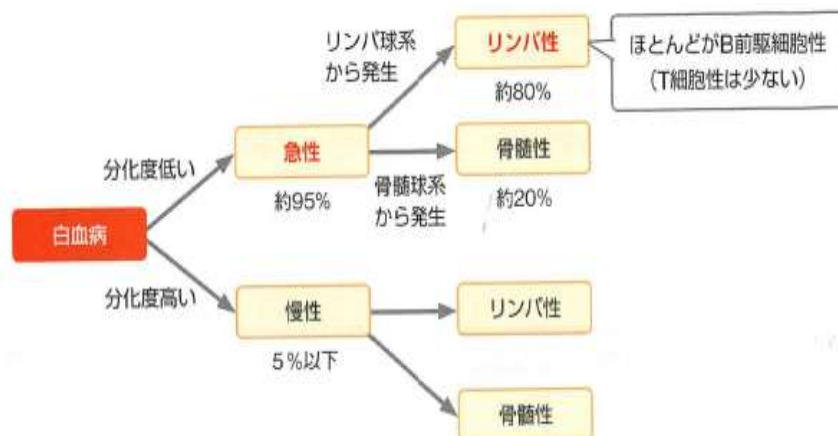 リンパ球系
から発生
リンパ性
約80%
ほとんどがB前駆細胞性
(T細胞性は少ない)
分化度低い
急性
約95%
骨髄球系
から発生
骨髄性
約20%
白血病
分化度高い
慢性
5%以下
リンパ性
骨髄性